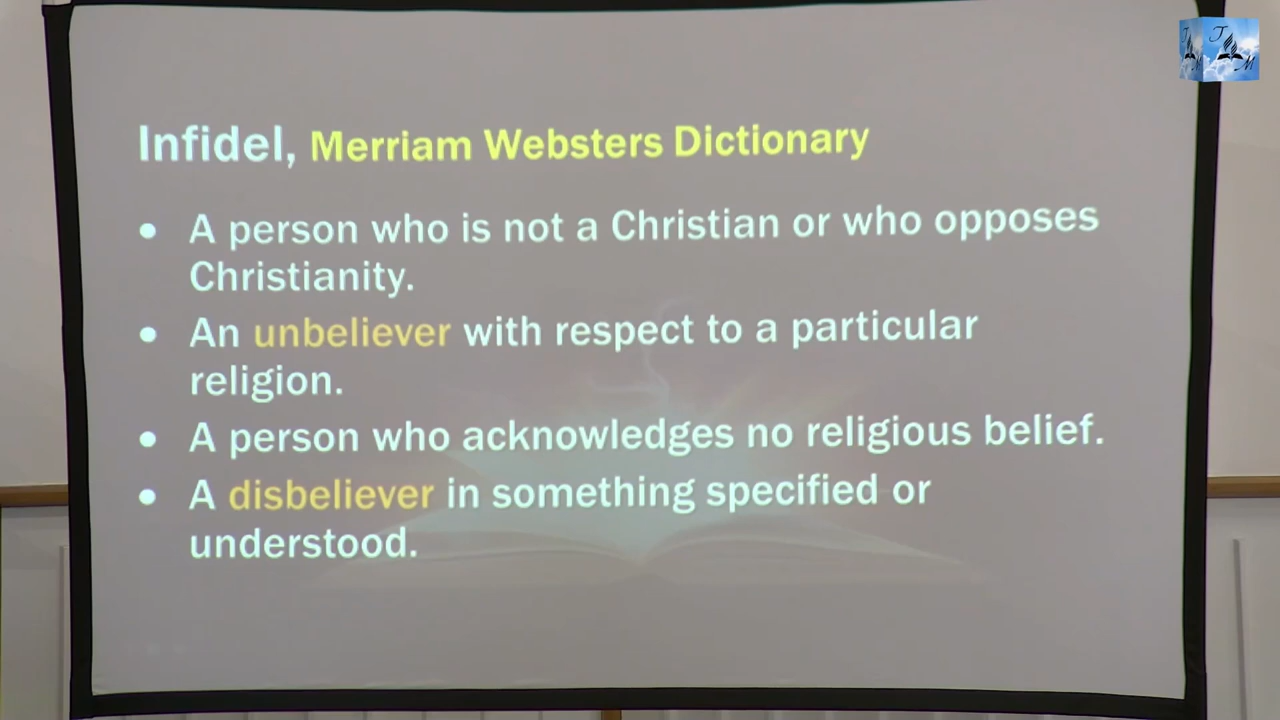 Infidel, Merriam Websters Dictionary
• A person who is not a Christian or who opposes
Christianity.
• An unbeliever with respect to a particular
religion.
• A person who acknowledges no religious belief.
• A disbeliever in something specified or
understood.
J M J M